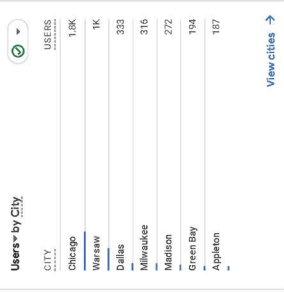 Users by City
CITY USERS
Chicago 1.8K
Warsaw 1K
Dallas 333
Milwaukee 316
Madison 272
Green Bay 194
Appleton 187
View cities →